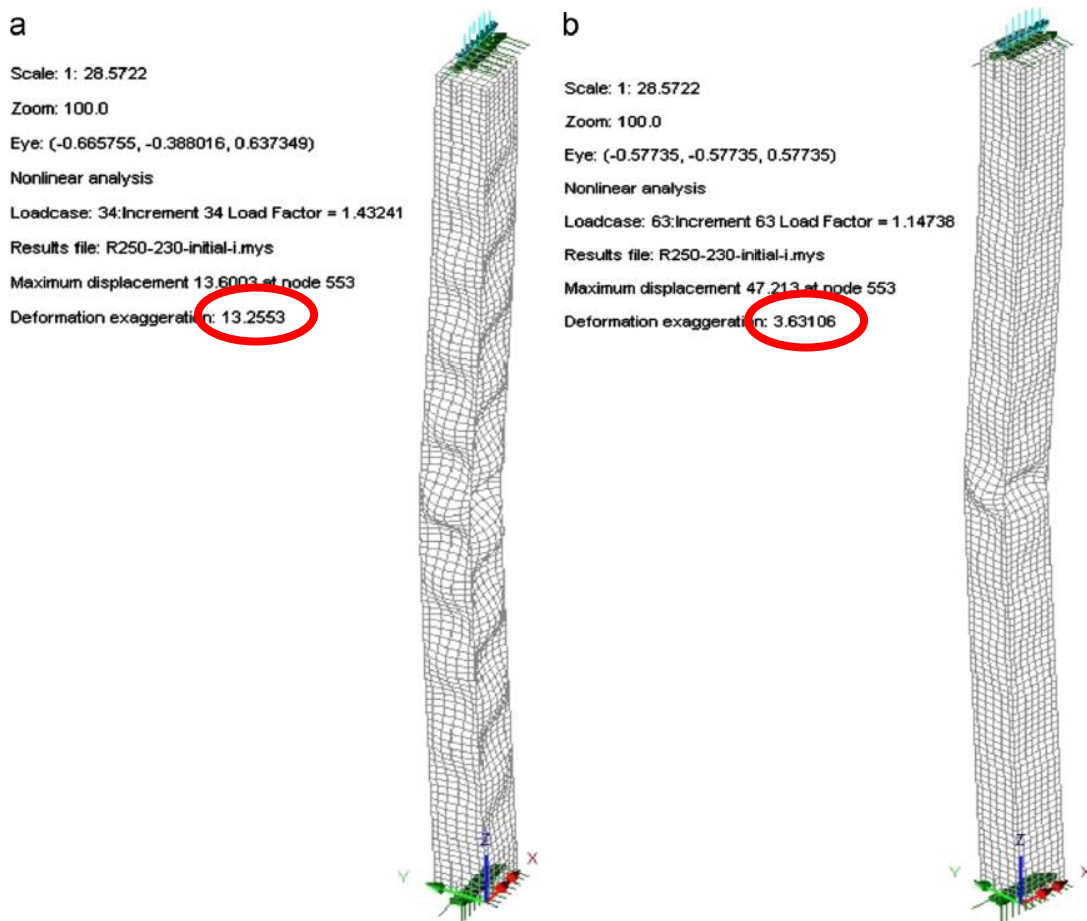 a
Scale: 1: 28.5722
Zoom: 100.0
Eye: (-0.665755, -0.388016, 0.637349)
Nonlinear analysis
Loadcase: 34:Increment 34 Load Factor = 1.43241
Results file: R250-230-initial-i.mys
Maximum displacement 13.6003 at node 553
Deformation exaggeration: 13.2553
Z
Y
X
b
Scale: 1: 28.5722
Zoom: 100.0
Eye: (-0.57735, -0.57735, 0.57735)
Nonlinear analysis
Loadcase: 63:Increment 63 Load Factor = 1.14738
Results file: R250-230-initial-i.mys
Maximum displacement 47.213 at node 553
Deformation exaggeration: 3.63106
Z
Y
X